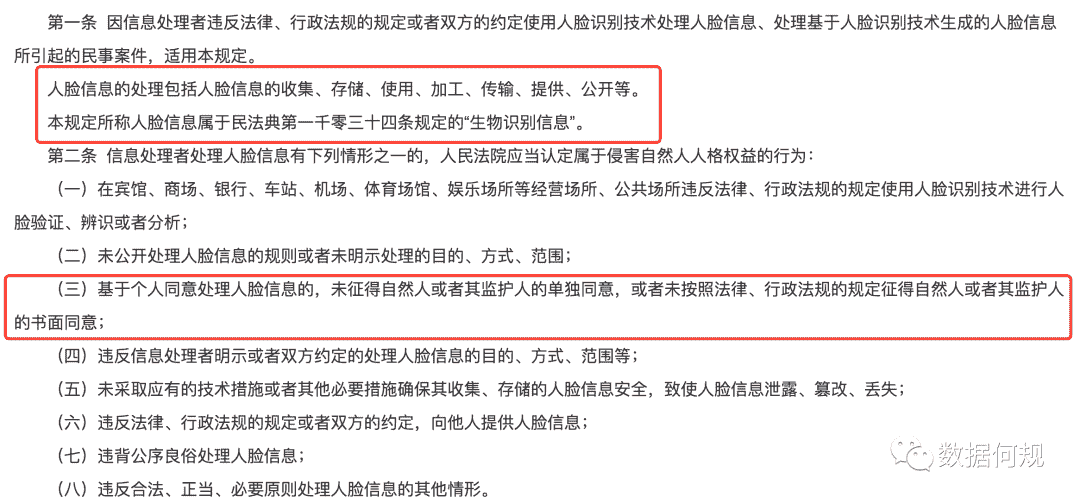 第一条 因信息处理者违反法律、行政法规的规定或者双方的约定使用人脸识别技术处理人脸信息、处理基于人脸识别技术生成的人脸信息
所引起的民事案件，适用本规定。
人脸信息的处理包括人脸信息的收集、存储、使用、加工、传输、提供、公开等。
本规定所称人脸信息属于民法典第一千零三十四条规定的“生物识别信息”。
第二条 信息处理者处理人脸信息有下列情形之一的，人民法院应当认定属于侵害自然人人格权益的行为：
（一）在宾馆、商场、银行、车站、机场、体育场馆、娱乐场所等经营场所、公共场所违反法律、行政法规的规定使用人脸识别技术进行人
脸验证、辨识或者分析；
（二）未公开处理人脸信息的规则或者未明示处理的目的、方式、范围；
（三）基于个人同意处理人脸信息的，未征得自然人或者其监护人的单独同意，或者未按照法律、行政法规的规定征得自然人或者其监护人
的书面同意；
（四）违反信息处理者明示或者双方约定的处理人脸信息的目的、方式、范围等；
（五）未采取应有的技术措施或者其他必要措施确保其收集、存储的人脸信息安全，致使人脸信息泄露、篡改、丢失；
（六）违反法律、行政法规的规定或者双方的约定，向他人提供人脸信息；
（七）违背公序良俗处理人脸信息；
（八）违反合法、正当、必要原则处理人脸信息的其他情形。
数据何规